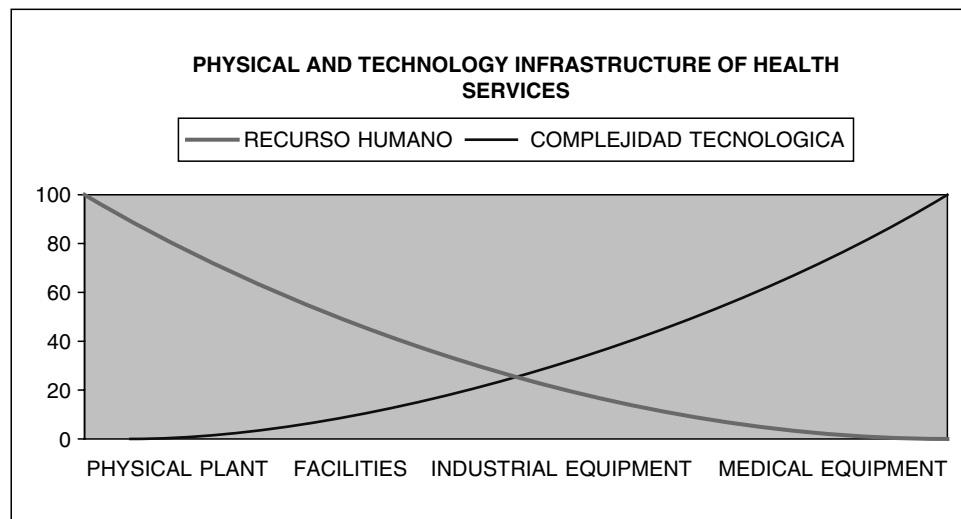 PHYSICAL AND TECHNOLOGY INFRASTRUCTURE OF HEALTH
SERVICES
RECURSO HUMANO COMPLEJIDAD TECNOLOGICA
100
80
60
40
20
0
PHYSICAL PLANT FACILITIES INDUSTRIAL EQUIPMENT MEDICAL EQUIPMENT